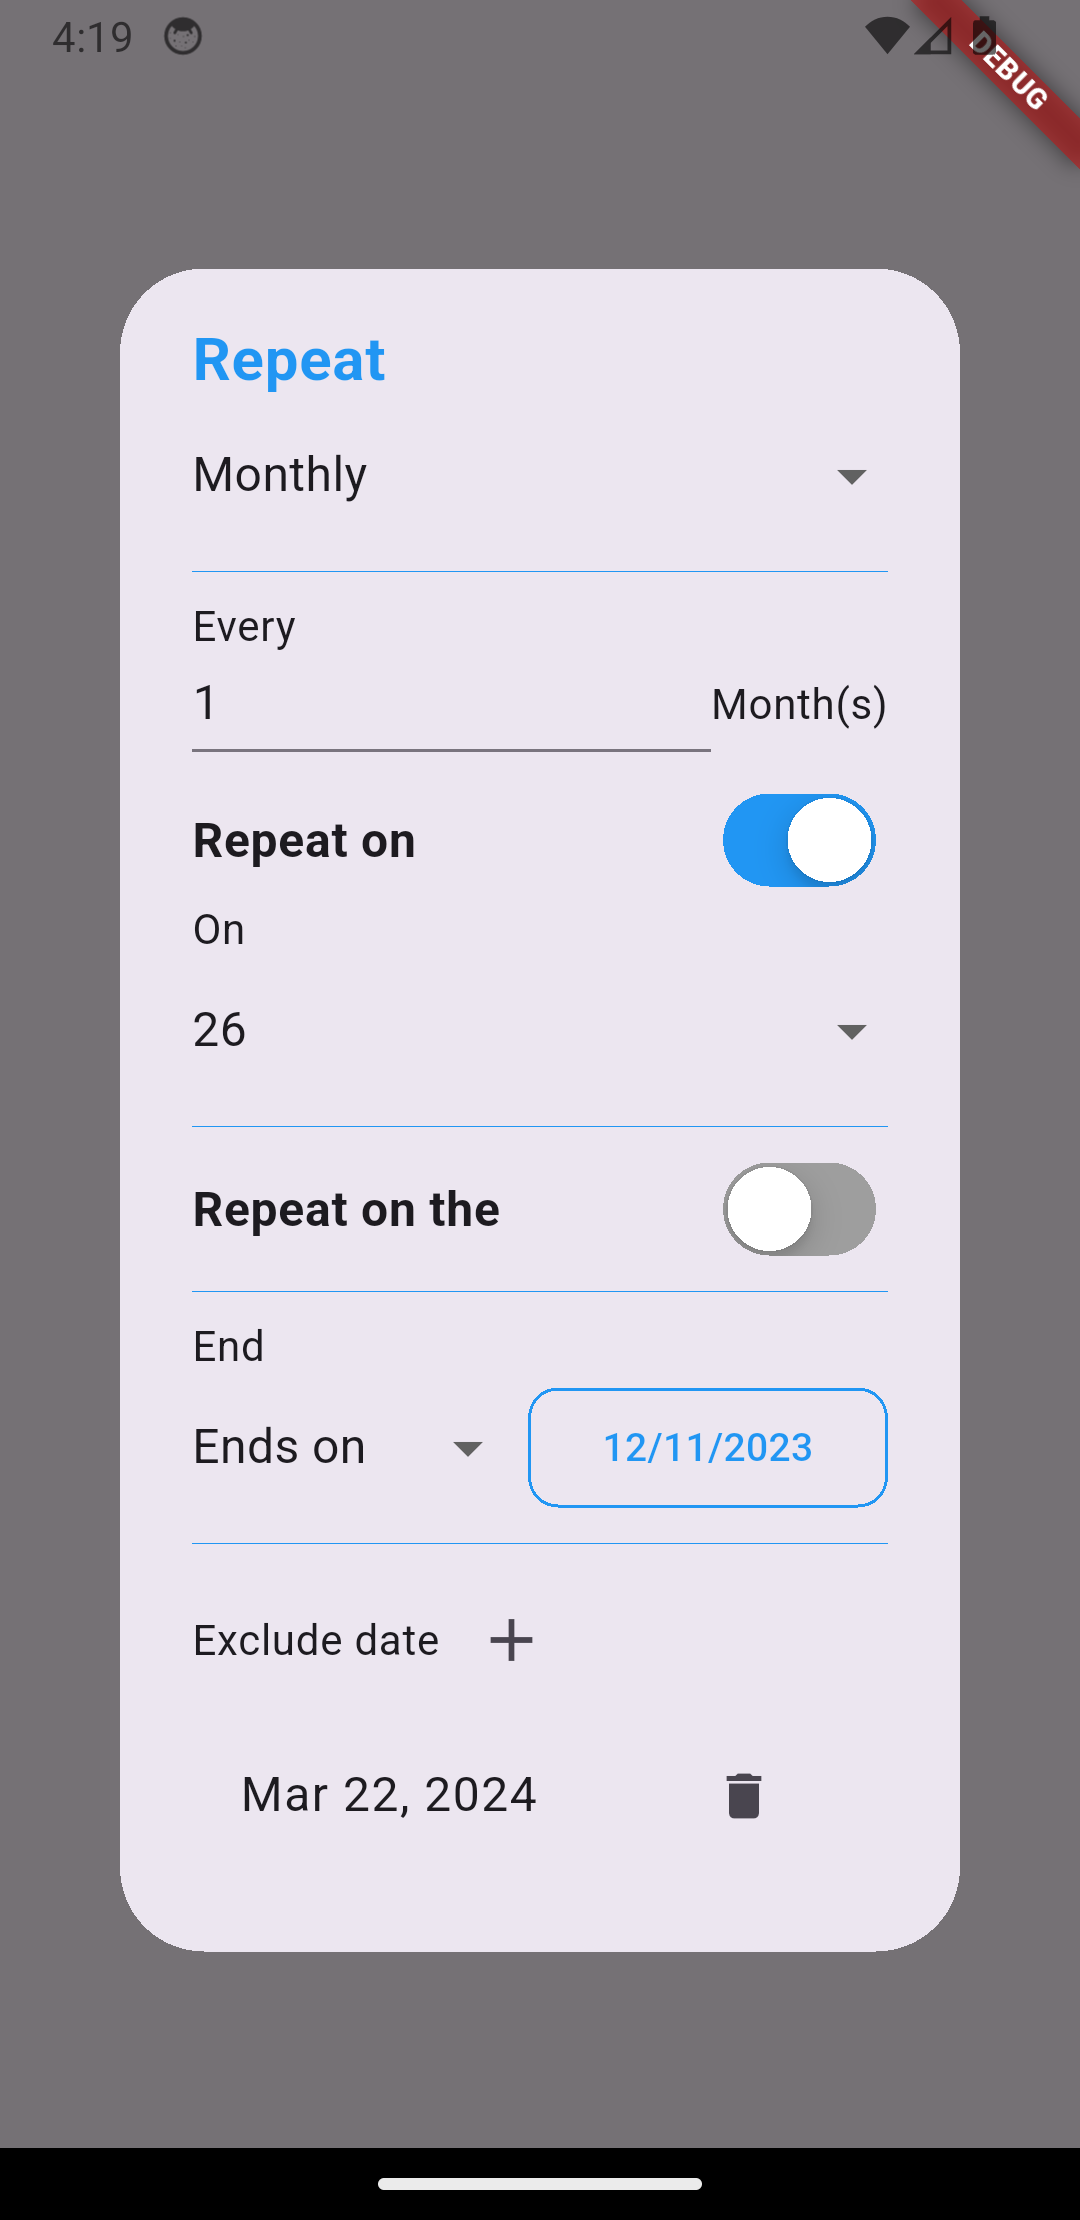 4:19
DEBUG
Repeat
Monthly
Every
1 Month(s)
Repeat on
On
26
Repeat on the
End
Ends on 12/11/2023
Exclude date
Mar 22, 2024